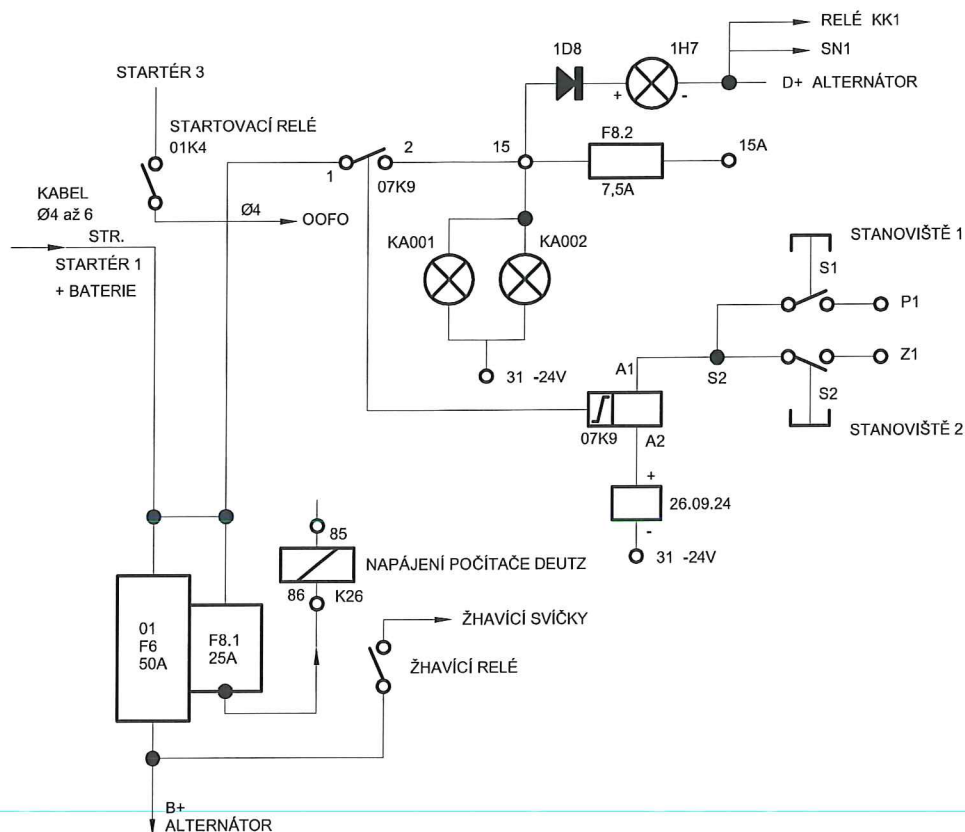 RELÉ KK1
SN1
D+ ALTERNÁTOR
1D8
1H7
+
-
STARTÉR 3
STARTOVACÍ RELÉ
01K4
1
2
07K9
15
F8.2
7,5A
15A
KABEL
Ø4 až 6
STR.
STARTÉR 1
+ BATERIE
Ø4
OOFO
KA001
KA002
31 -24V
STANOVIŠTĚ 1
S1
P1
Z1
S2
S2
STANOVIŠTĚ 2
A1
07K9
A2
+
26.09.24
-
31 -24V
85
NAPÁJENÍ POČÍTAČE DEUTZ
86
K26
ŽHAVÍCÍ SVÍČKY
ŽHAVÍCÍ RELÉ
01
F6
50A
F8.1
25A
B+
ALTERNÁTOR